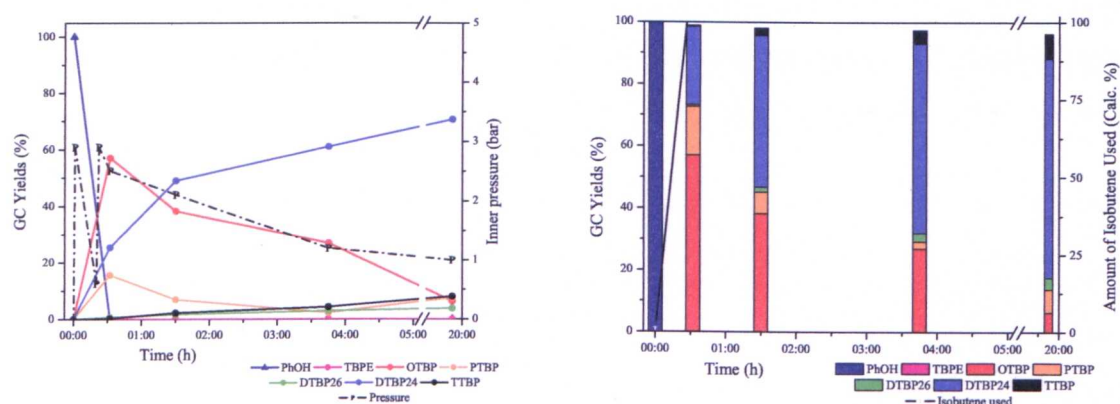 100
80
60
40
20
0
GC Yields (%)
5
4
3
2
1
0
Inner pressure (bar)
P P P P P P P
00:00 01:00 02:00 03:00 04:00 05:00 20:00
Time (h)
PhOH TBPE OTBP PTBP
DTBP26 DTBP24 TTBP
P Pressure
100
80
60
40
20
0
GC Yields (%)
100
75
50
25
0
Amount of Isobutene Used (Calc. %)
00:00 01:00 02:00 03:00 04:00 05:00 20:00
Time (h)
PhOH TBPE OTBP PTBP
DTBP26 DTBP24 TTBP
Isobutene used